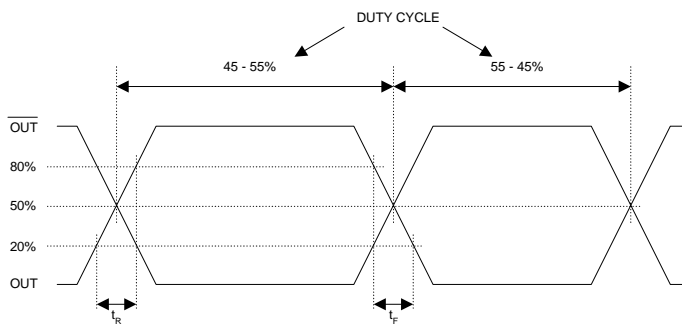 DUTY CYCLE
45 - 55%
55 - 45%
OUT
80%
50%
20%
OUT
tR
tF